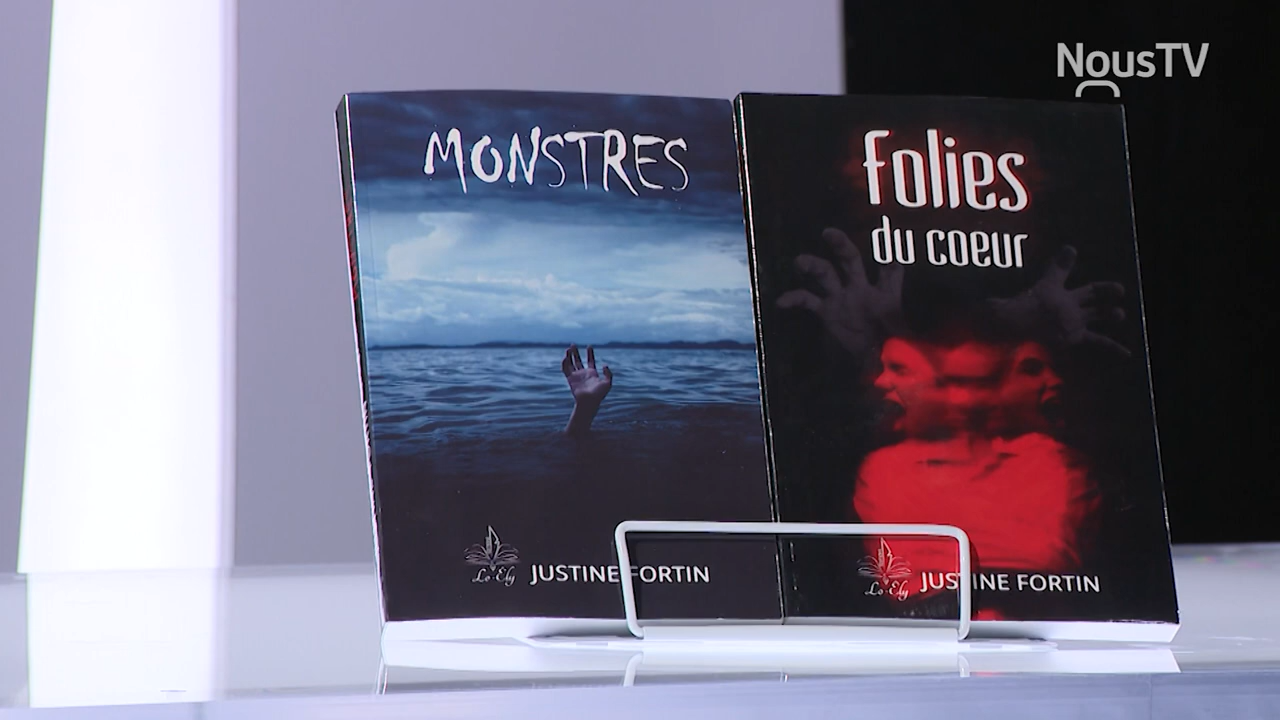 NousTV
MONSTRES
Lo-Ely
JUSTINE FORTIN
folies
du coeur
Lo-Ely
JUSTINE FORTIN